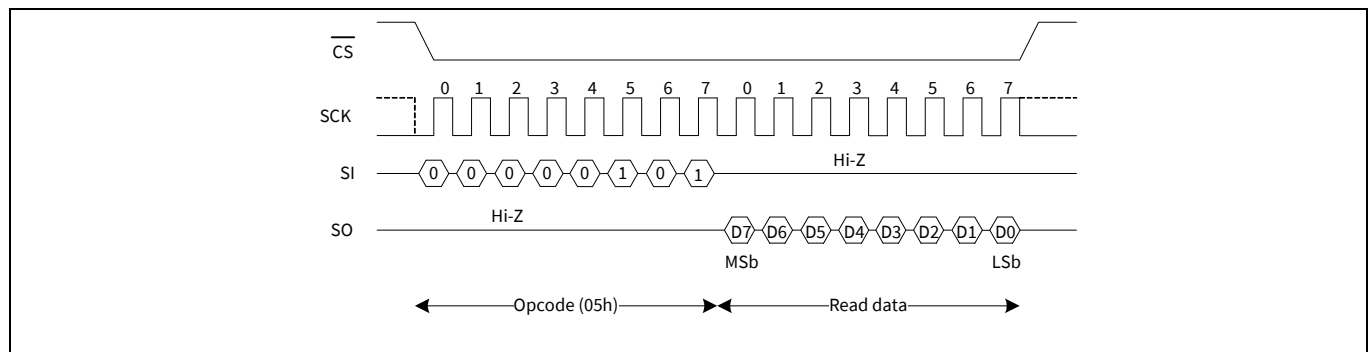 CS
0 1 2 3 4 5 6 7 0 1 2 3 4 5 6 7
SCK
Hi-Z
SI 0 0 0 0 0 1 0 1
Hi-Z
SO D7 D6 D5 D4 D3 D2 D1 D0
MSb LSb
Opcode (05h) Read data